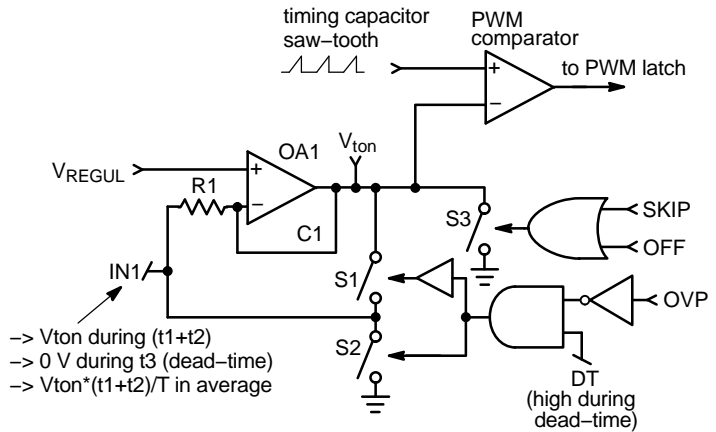 timing capacitor
saw–tooth
PWM
comparator
to PWM latch
+
−
Vton
OA1
VREGUL
+
−
R1
C1
S3
SKIP
OFF
IN1
S1
OVP
S2
DT
(high during
dead–time)
–> Vton during (t1+t2)
–> 0 V during t3 (dead–time)
–> Vton*(t1+t2)/T in average